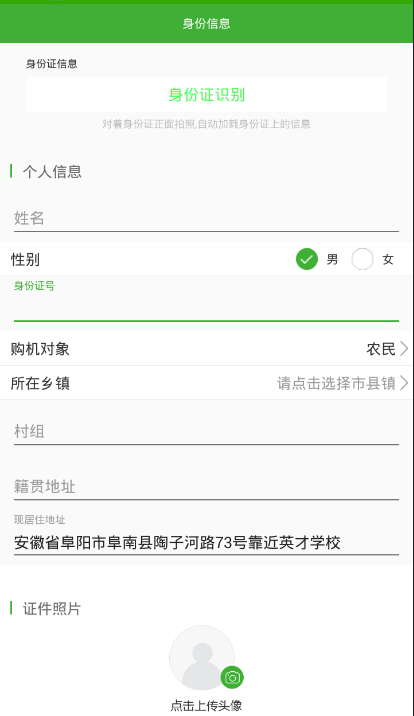 身份信息
身份证信息
身份证识别
对着身份证正面拍照,自动加载身份证上的信息
个人信息
姓名
性别 男 女
身份证号
购机对象 农民
所在乡镇 请点击选择市县镇
村组
籍贯地址
现居住地址
安徽省阜阳市阜南县陶子河路73号靠近英才学校
证件照片
点击上传头像